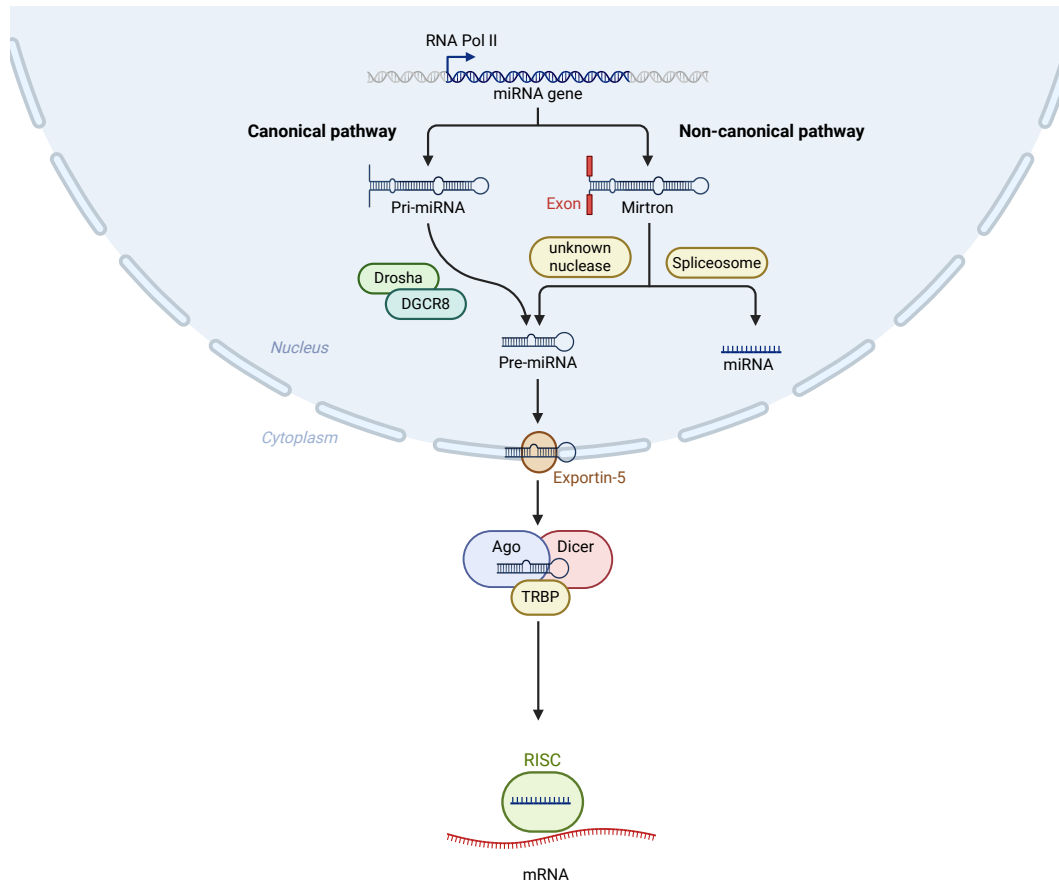 RNA Pol II
miRNA gene
Canonical pathway
Non-canonical pathway
Pri-miRNA
Exon
Mirtron
unknown
nuclease
Spliceosome
Drosha
DGCR8
Nucleus
Pre-miRNA
miRNA
Cytoplasm
Exportin-5
Ago
Dicer
TRBP
RISC
mRNA